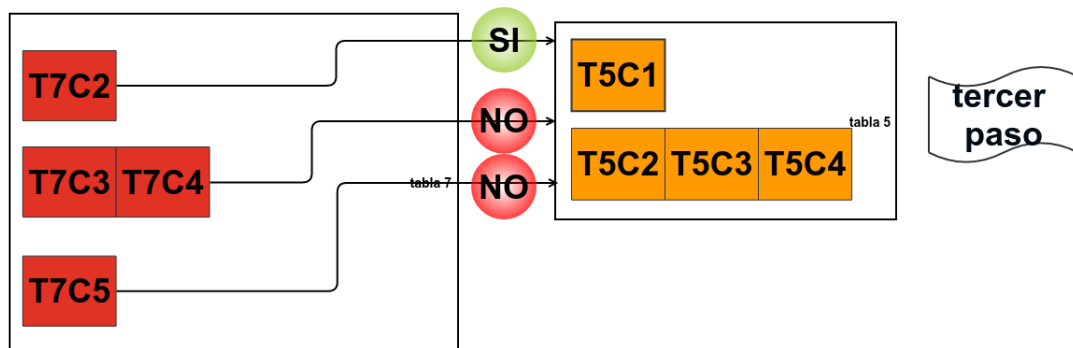 SI
T7C2
T5C1
tercer
paso
NO
tabla 5
T7C3 T7C4
tabla 7
NO
T5C2 T5C3 T5C4
T7C5